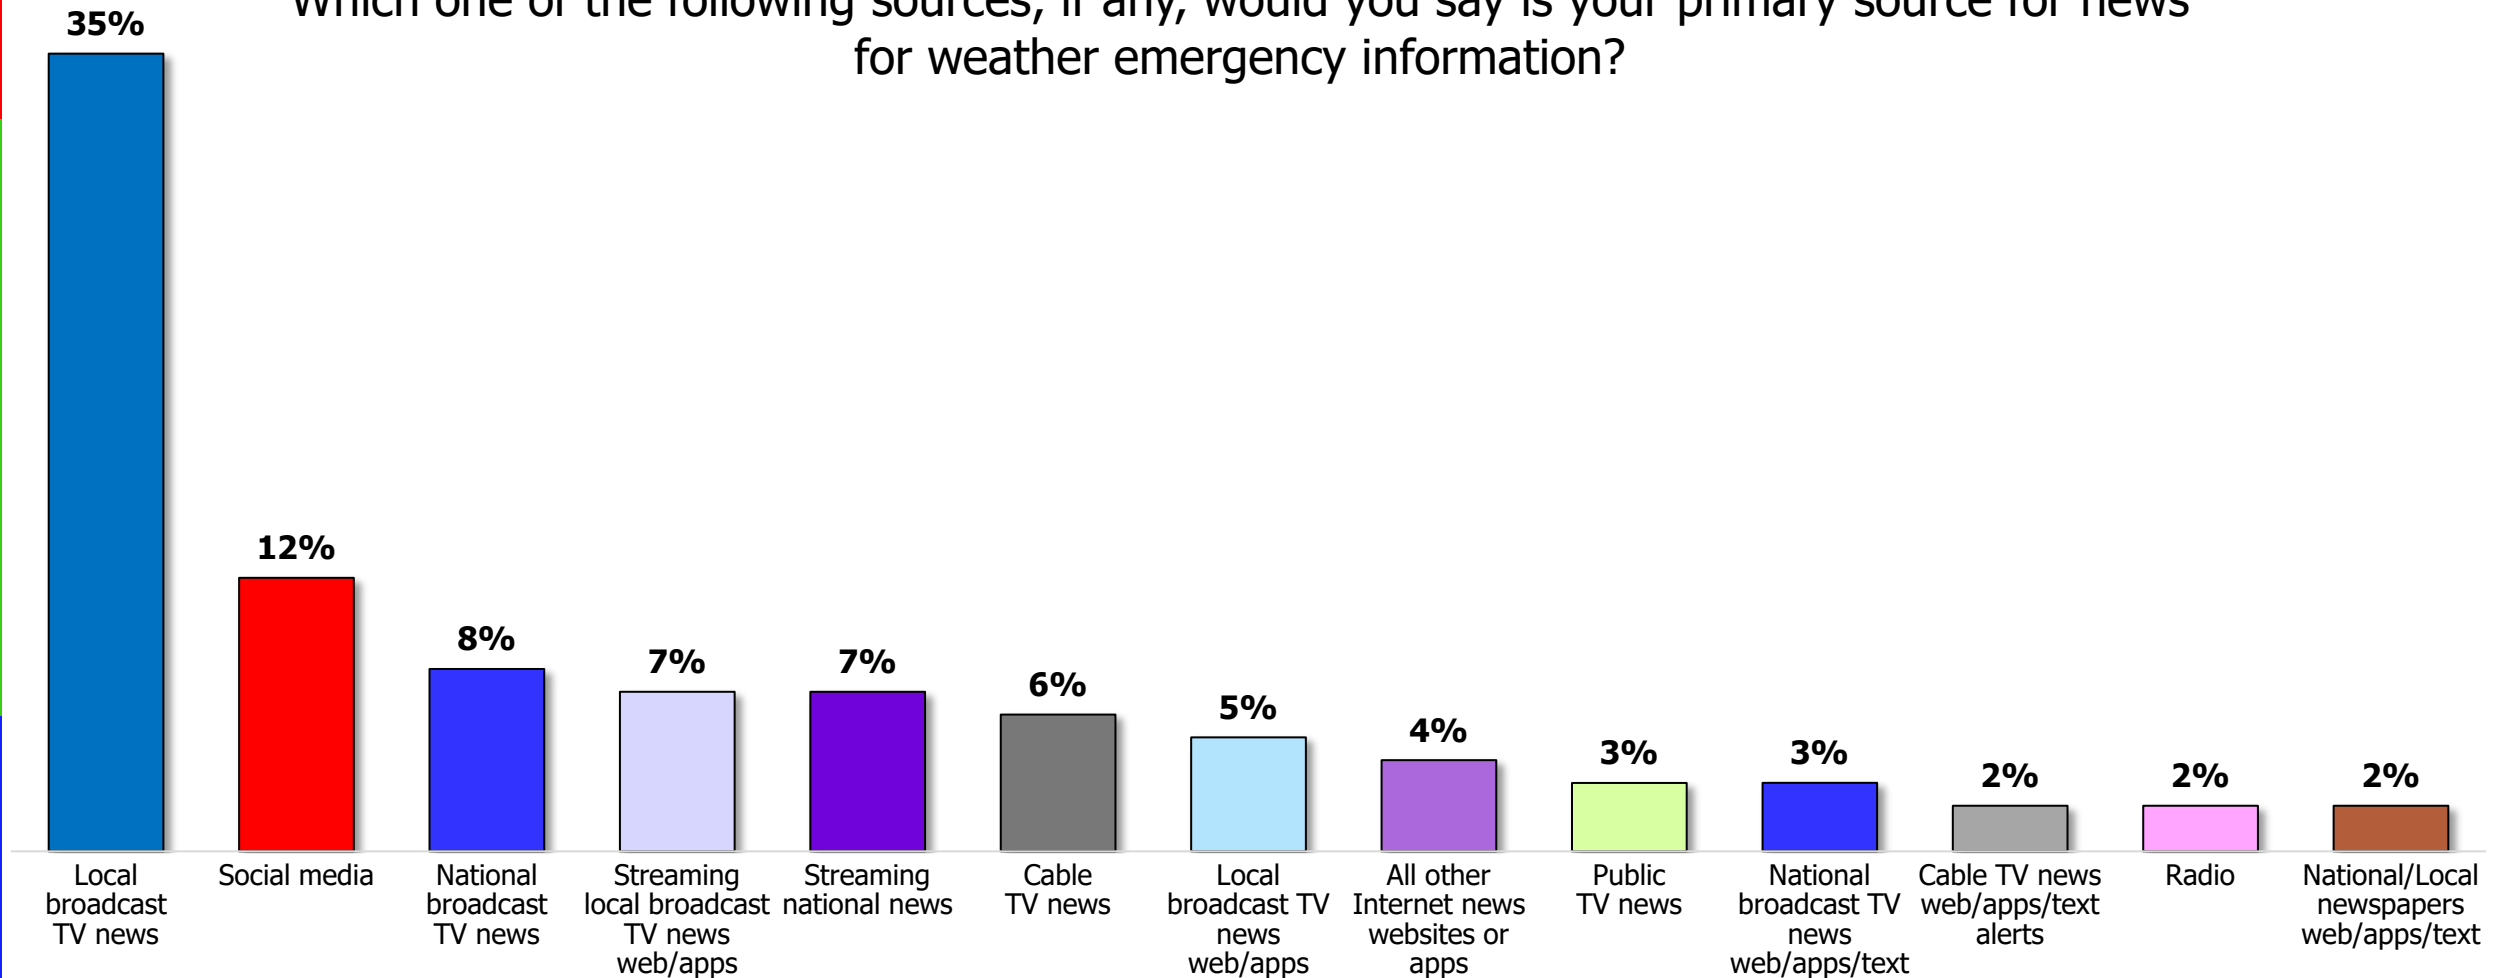 Which one of the following sources, if any, would you say is your primary source for news
for weather emergency information?
35%
12%
8%
7%
7%
6%
5%
4%
3%
3%
2%
2%
2%
Local
broadcast
TV news
Social media
National
broadcast
TV news
Streaming
local broadcast
TV news
web/apps
Streaming
national news
Cable
TV news
Local
broadcast TV
news
web/apps
All other
Internet news
websites or
apps
Public
TV news
National
broadcast TV
news
web/apps/text
Cable TV news
web/apps/text
alerts
Radio
National/Local
newspapers
web/apps/text